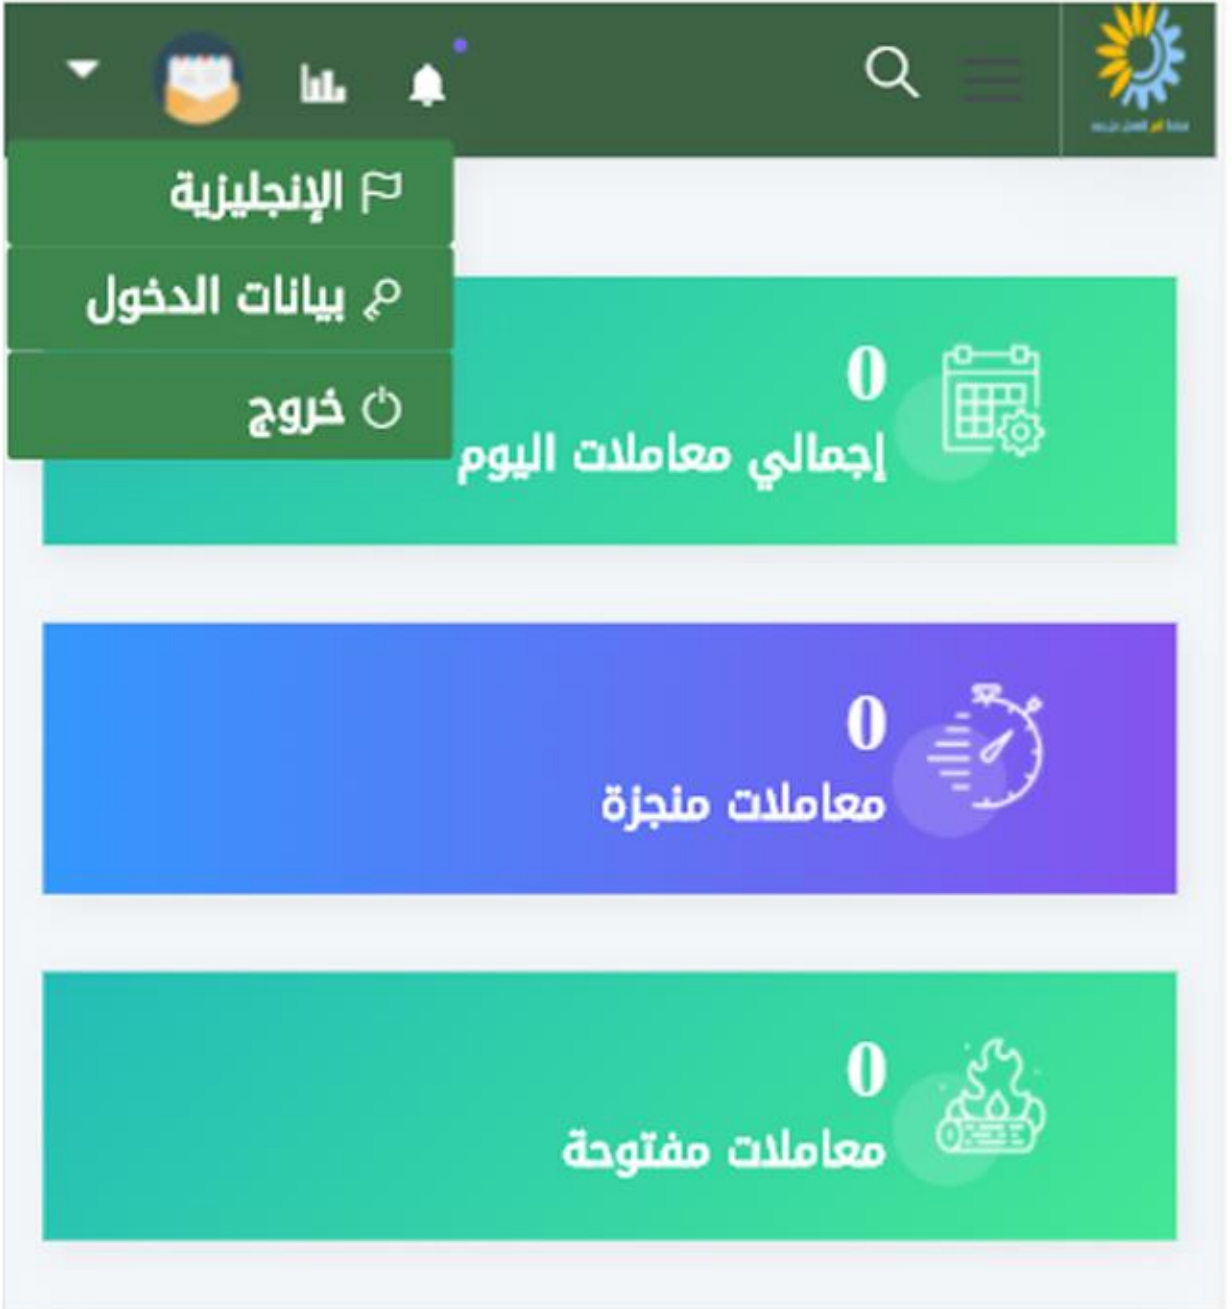 الإنجليزية
بيانات الدخول
خروج
0
إجمالي معاملات اليوم
0
معاملات منجزة
0
معاملات مفتوحة